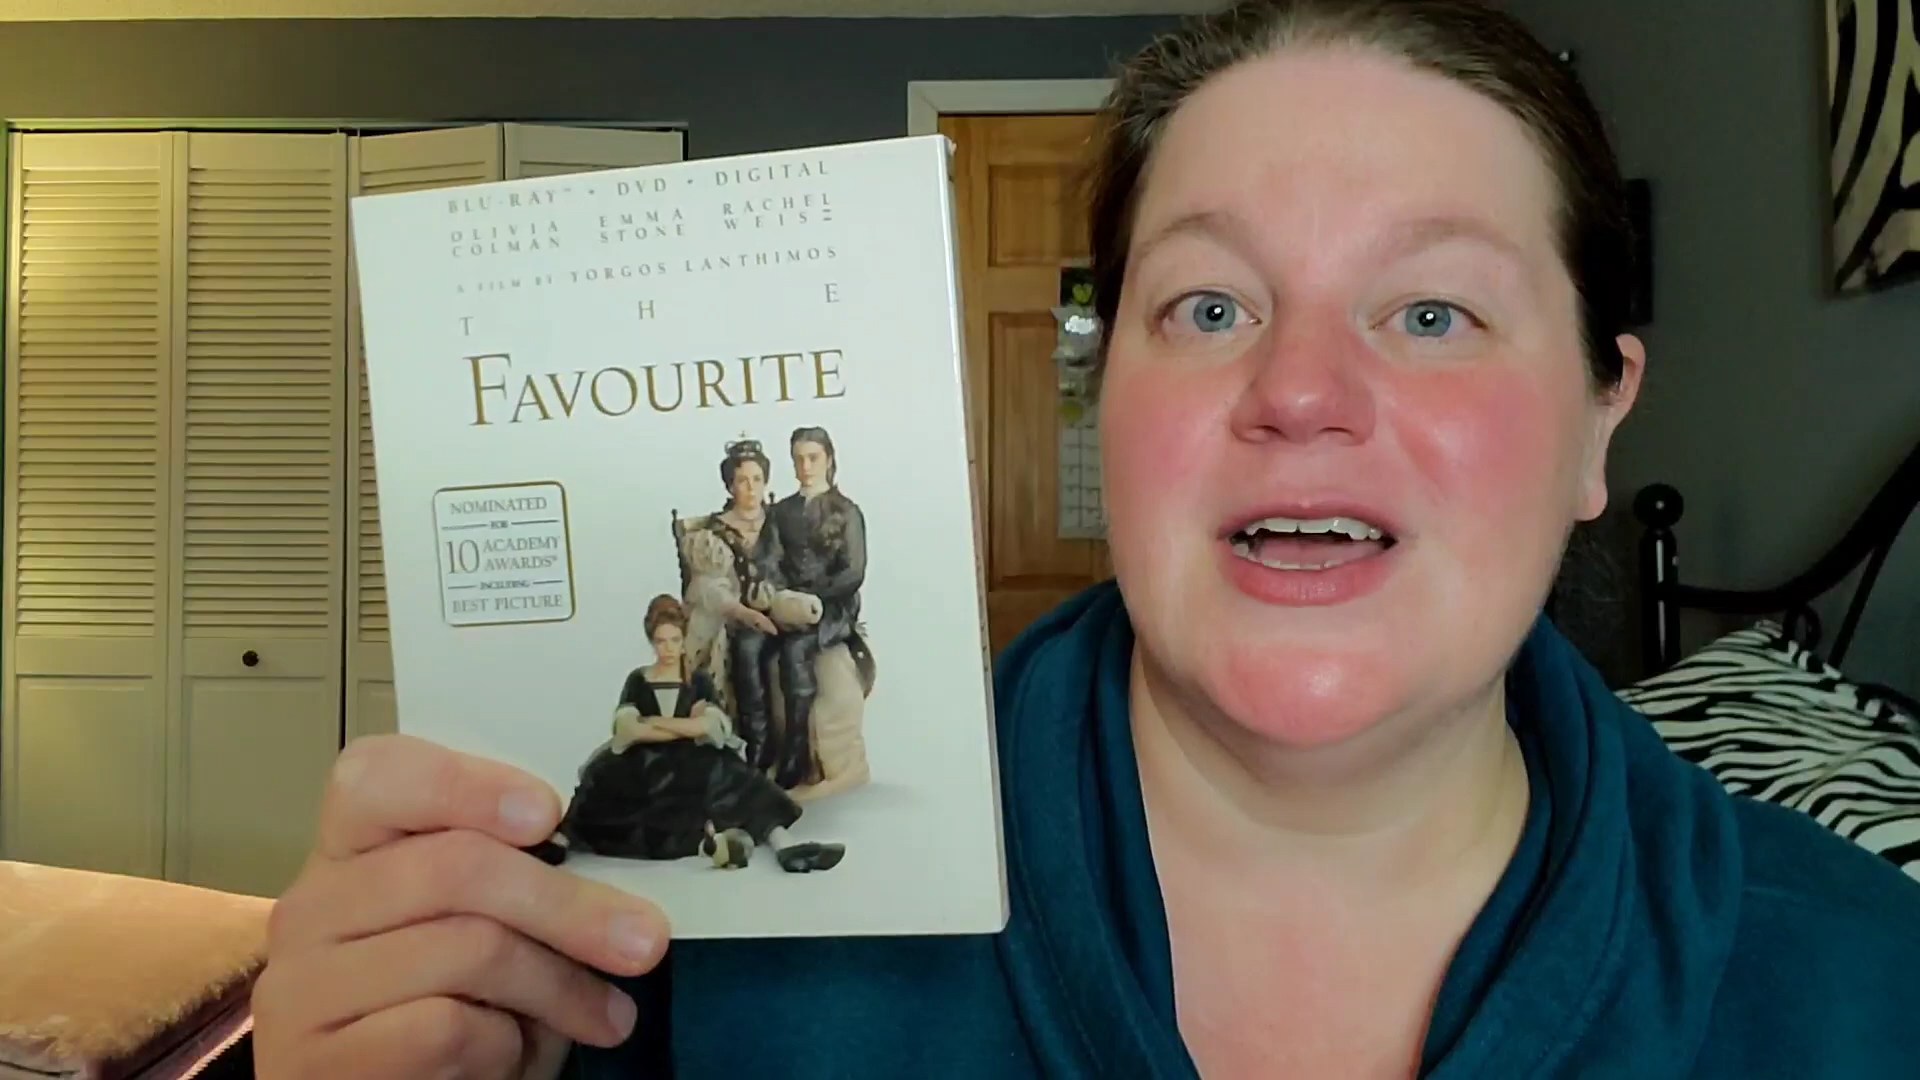 BLU-RAY™ • DVD • DIGITAL
OLIVIA COLMAN EMMA STONE RACHEL WEISZ
A FILM BY YORGOS LANTHIMOS
THE
FAVOURITE
NOMINATED
FOR
10 ACADEMY AWARDS®
INCLUDING
BEST PICTURE